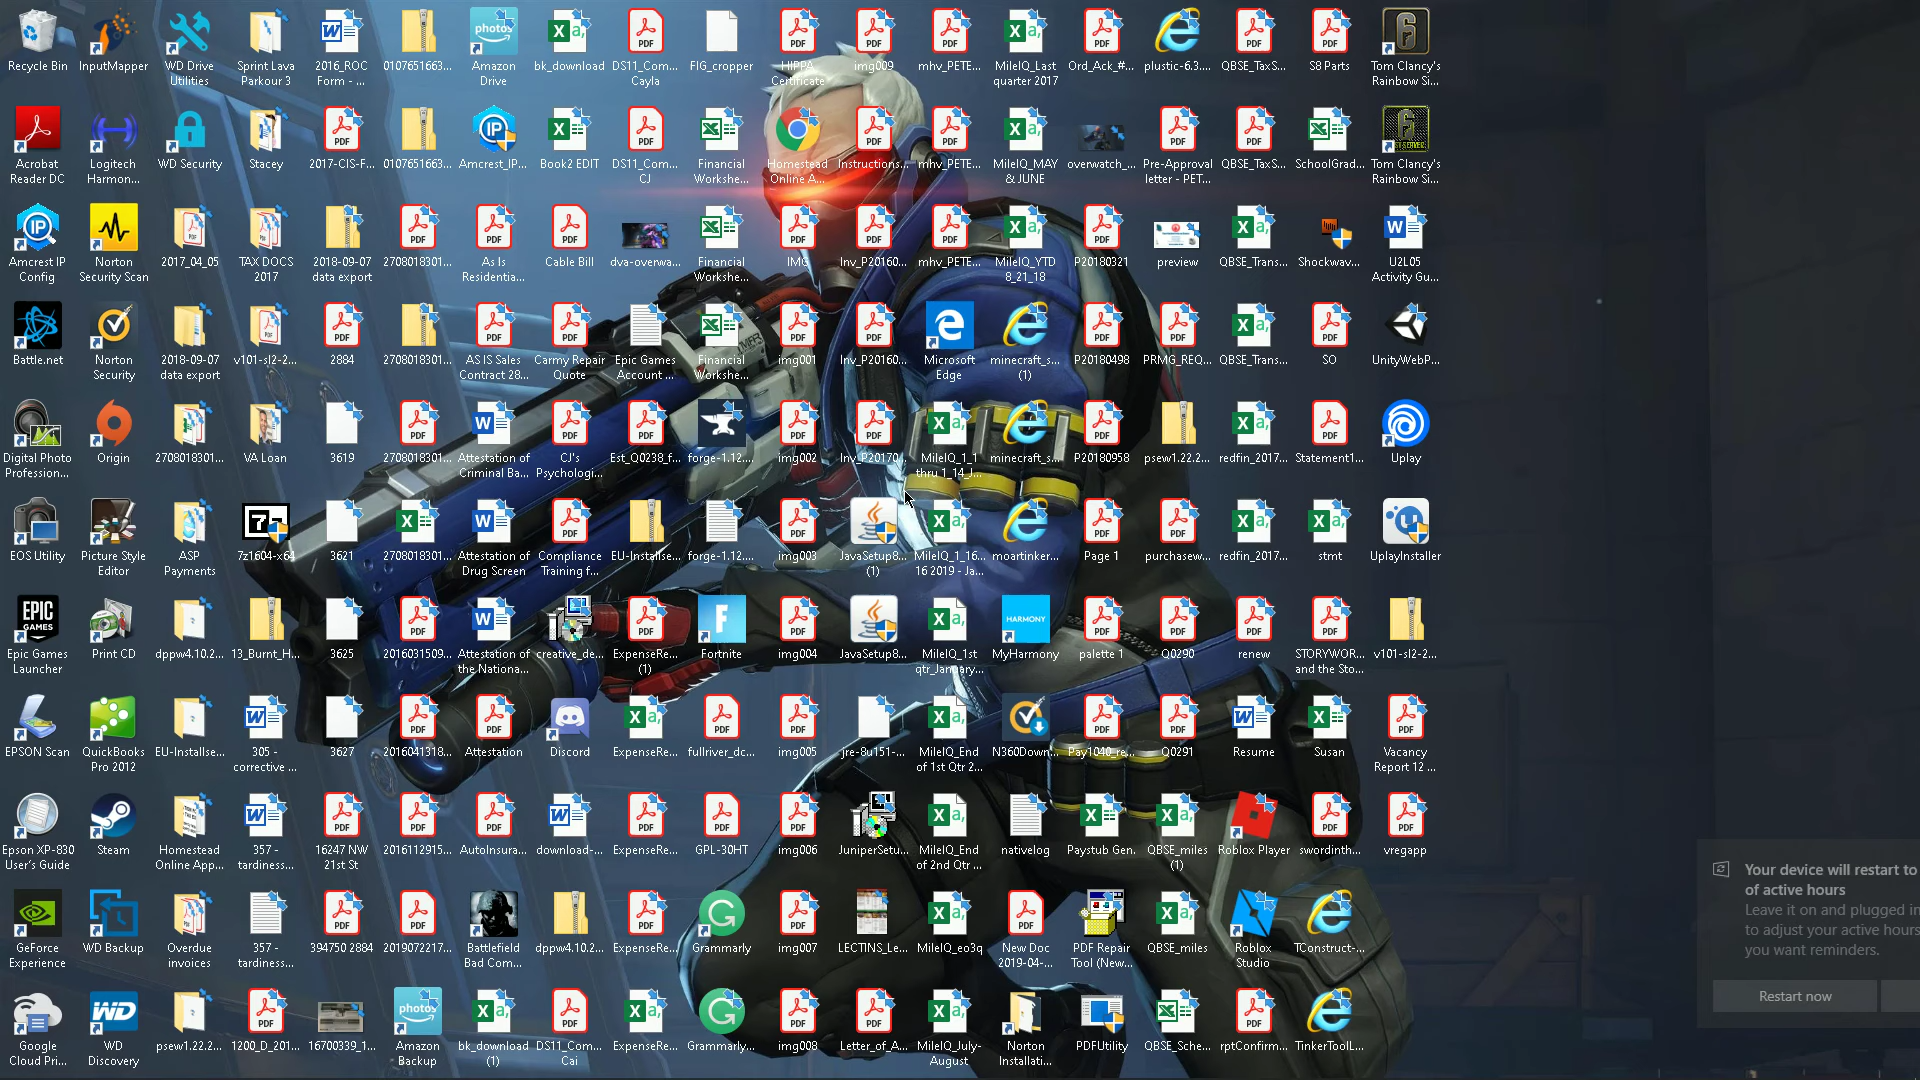 Recycle Bin
InputMapper
WD Drive
Utilities
Sprint Lava
Parkour 3
2016_ROC
Form - ...
0107651663...
Amazon
Drive
bk_download
DS11_Com...
Cayla
FIG_cropper
HIPPA
Certificate
img009
mhv_PETE...
MileIQ_Last
quarter 2017
Ord_Ack_#...
plustic-6.3....
QBSE_TaxS...
S8 Parts
Tom Clancy's
Rainbow Si...
Acrobat
Reader DC
Logitech
Harmon...
WD Security
Stacey
2017-CIS-F...
0107651663...
Amcrest_IP...
Book2 EDIT
DS11_Com...
CJ
Financial
Workshe...
Homestead
Online A...
Instructions...
mhv_PETE...
MileIQ_MAY
& JUNE
overwatch_...
Pre-Approval
letter - PET...
QBSE_TaxS...
SchoolGrad...
Tom Clancy's
Rainbow Si...
Amcrest IP
Config
Norton
Security Scan
2017_04_05
TAX DOCS
2017
2018-09-07
data export
2708018301...
As Is
Residentia...
Cable Bill
dva-overwa...
Financial
Workshe...
IMG
Inv_P20160...
mhv_PETE...
MileIQ_YTD
8_21_18
P20180321
preview
QBSE_Trans...
Shockwav...
U2L05
Activity Gu...
Battle.net
Norton
Security
2018-09-07
data export
v101-sl2-2...
2884
2708018301...
AS IS Sales
Contract 28...
Carmy Repair
Quote
Epic Games
Account ...
Financial
Workshe...
img001
Inv_P20160...
Microsoft
Edge
minecraft_s...
(1)
P20180498
PRMG_REQ...
QBSE_Trans...
SO
UnityWebP...
Digital Photo
Profession...
Origin
2708018301...
VA Loan
3619
2708018301...
Attestation of
Criminal Ba...
CJ's
Psychologi...
Est_Q0238_f...
forge-1.12....
img002
Inv_P20170...
MileIQ_1_1
thru 1_14_J...
minecraft_s...
P20180958
psew1.22.2...
redfin_2017...
Statement1...
Uplay
EOS Utility
Picture Style
Editor
ASP
Payments
7z1604-x64
3621
2708018301...
Attestation of
Drug Screen
Compliance
Training f...
EU-Installse...
forge-1.12....
img003
JavaSetup8...
(1)
MileIQ_1_16...
16 2019 - Ja...
moartinker...
Page 1
purchasew...
redfin_2017...
stmt
UplayInstaller
Epic Games
Launcher
Print CD
dppw4.10.2...
13_Burnt_H...
3625
2016031509...
Attestation of
the Nationa...
creative_de...
ExpenseRe...
(1)
Fortnite
img004
JavaSetup8...
MileIQ_1st
qtr_January...
MyHarmony
palette 1
Q0290
renew
STORYWOR...
and the Sto...
v101-sl2-2...
EPSON Scan
QuickBooks
Pro 2012
EU-Installse...
305 -
corrective ...
3627
2016041318...
Attestation
Discord
ExpenseRe...
fullriver_dc...
img005
jre-8u151-...
MileIQ_End
of 1st Qtr 2...
N360Down...
Pay1040_re...
Q0291
Resume
Susan
Vacancy
Report 12 ...
Epson XP-830
User's Guide
Steam
Homestead
Online App...
357 -
tardiness...
16247 NW
21st St
2016112915...
AutoInsura...
download-...
ExpenseRe...
GPL-30HT
img006
JuniperSetu...
MileIQ_End
of 2nd Qtr ...
nativelog
Paystub Gen.
QBSE_miles
(1)
Roblox Player
swordinth...
vregapp
GeForce
Experience
WD Backup
Overdue
invoices
357 -
tardiness...
394750 2884
2019072217...
Battlefield
Bad Com...
dppw4.10.2...
ExpenseRe...
Grammarly
img007
LECTINS_Le...
MileIQ_eo3q
New Doc
2019-04-...
PDF Repair
Tool (New...
QBSE_miles
Roblox
Studio
TConstruct-...
Google
Cloud Pri...
WD
Discovery
psew1.22.2...
1200_D_201...
16700339_1...
Amazon
Backup
bk_download
(1)
DS11_Com...
Cai
ExpenseRe...
Grammarly...
img008
Letter_of_A...
MileIQ_July-
August
Norton
Installati...
PDFUtility
QBSE_Sche...
rptConfirm...
TinkerToolL...
Your device will restart to
of active hours
Leave it on and plugged in
to adjust your active hours
you want reminders.
Restart now